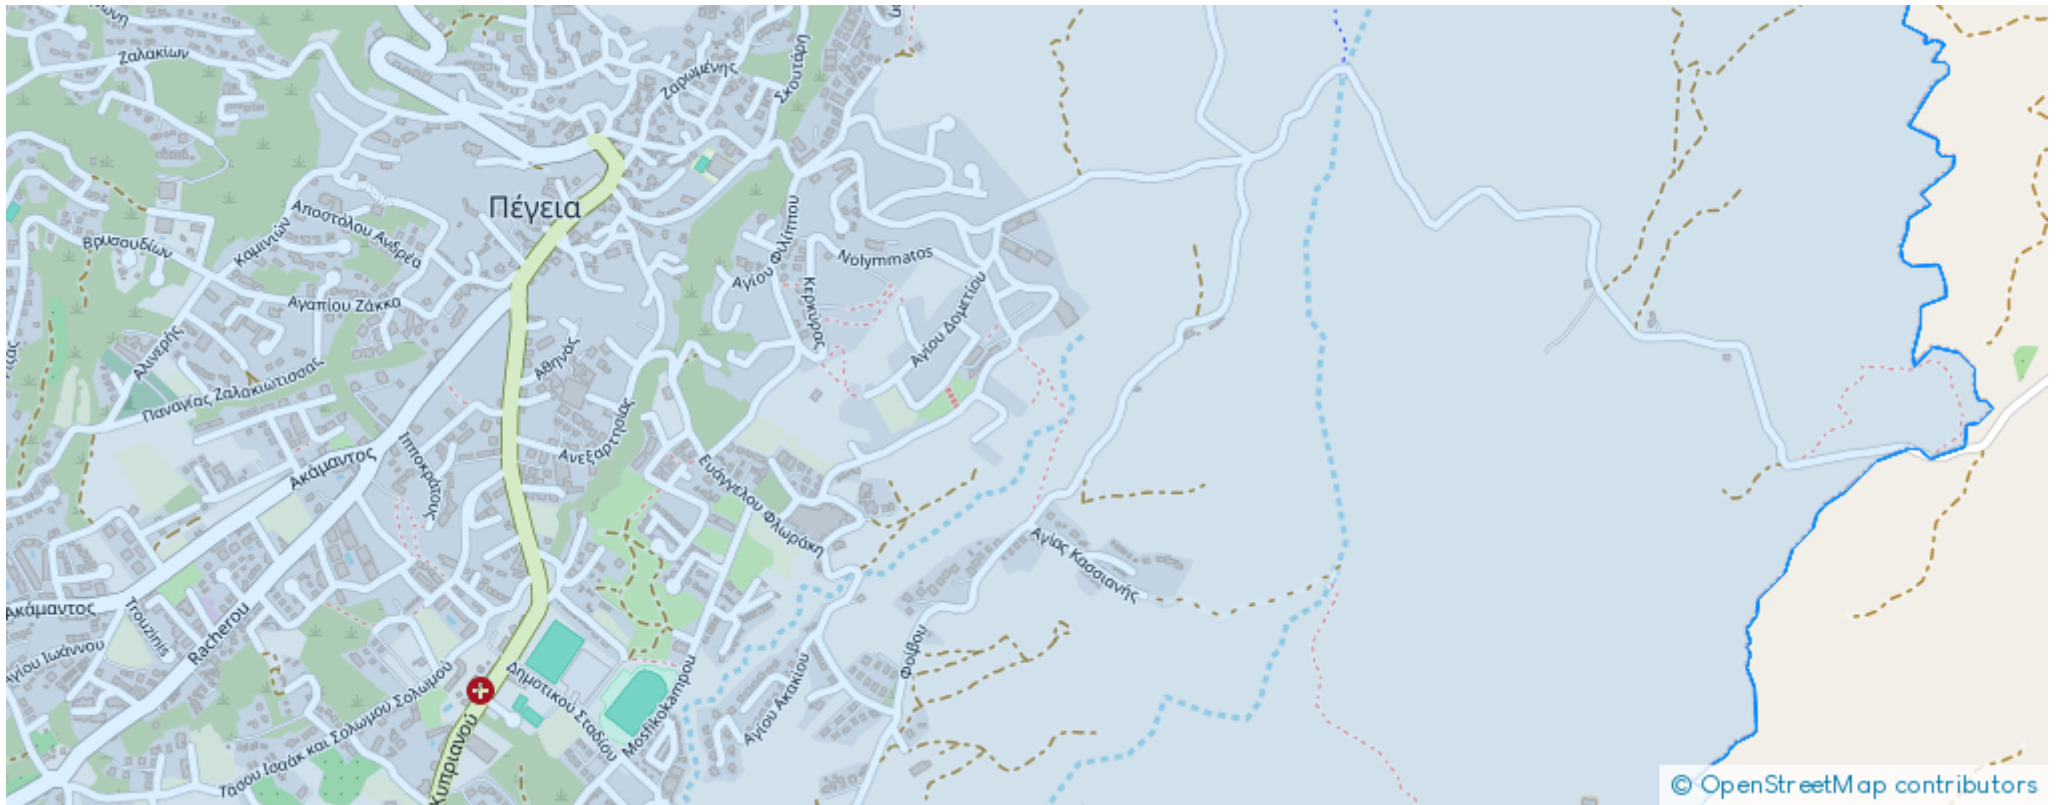 Ζαλακίων
Ζαρωμένης
Σκουτάρη
Πέγεια
Αποστόλου Ανδρέα
Καμινιών
Βρυσουδίων
Αγίου Φιλίππου
Nolymmatos
Κερκύρας
Αγίου Δομετίου
Αγαπίου Ζάκκα
Αλινερής
Αθηνάς
Παναγίας Ζαλακιωτισσας
Ανεξαρτησίας
Ιπποκράτους
Ακάμαντος
Ευάγγελου Φλωράκη
Αγίας Κασσιανής
Ακάμαντος
Trouzinis
Racherou
Αγίου Ιωάννου
Φοίβου
Δημοτικού Σταδίου
Mosfikokampou
Αγίου Ακακίου
Τάσου Ισαάκ και Σολωμού Σολωμού
Κυπριανού
© OpenStreetMap contributors